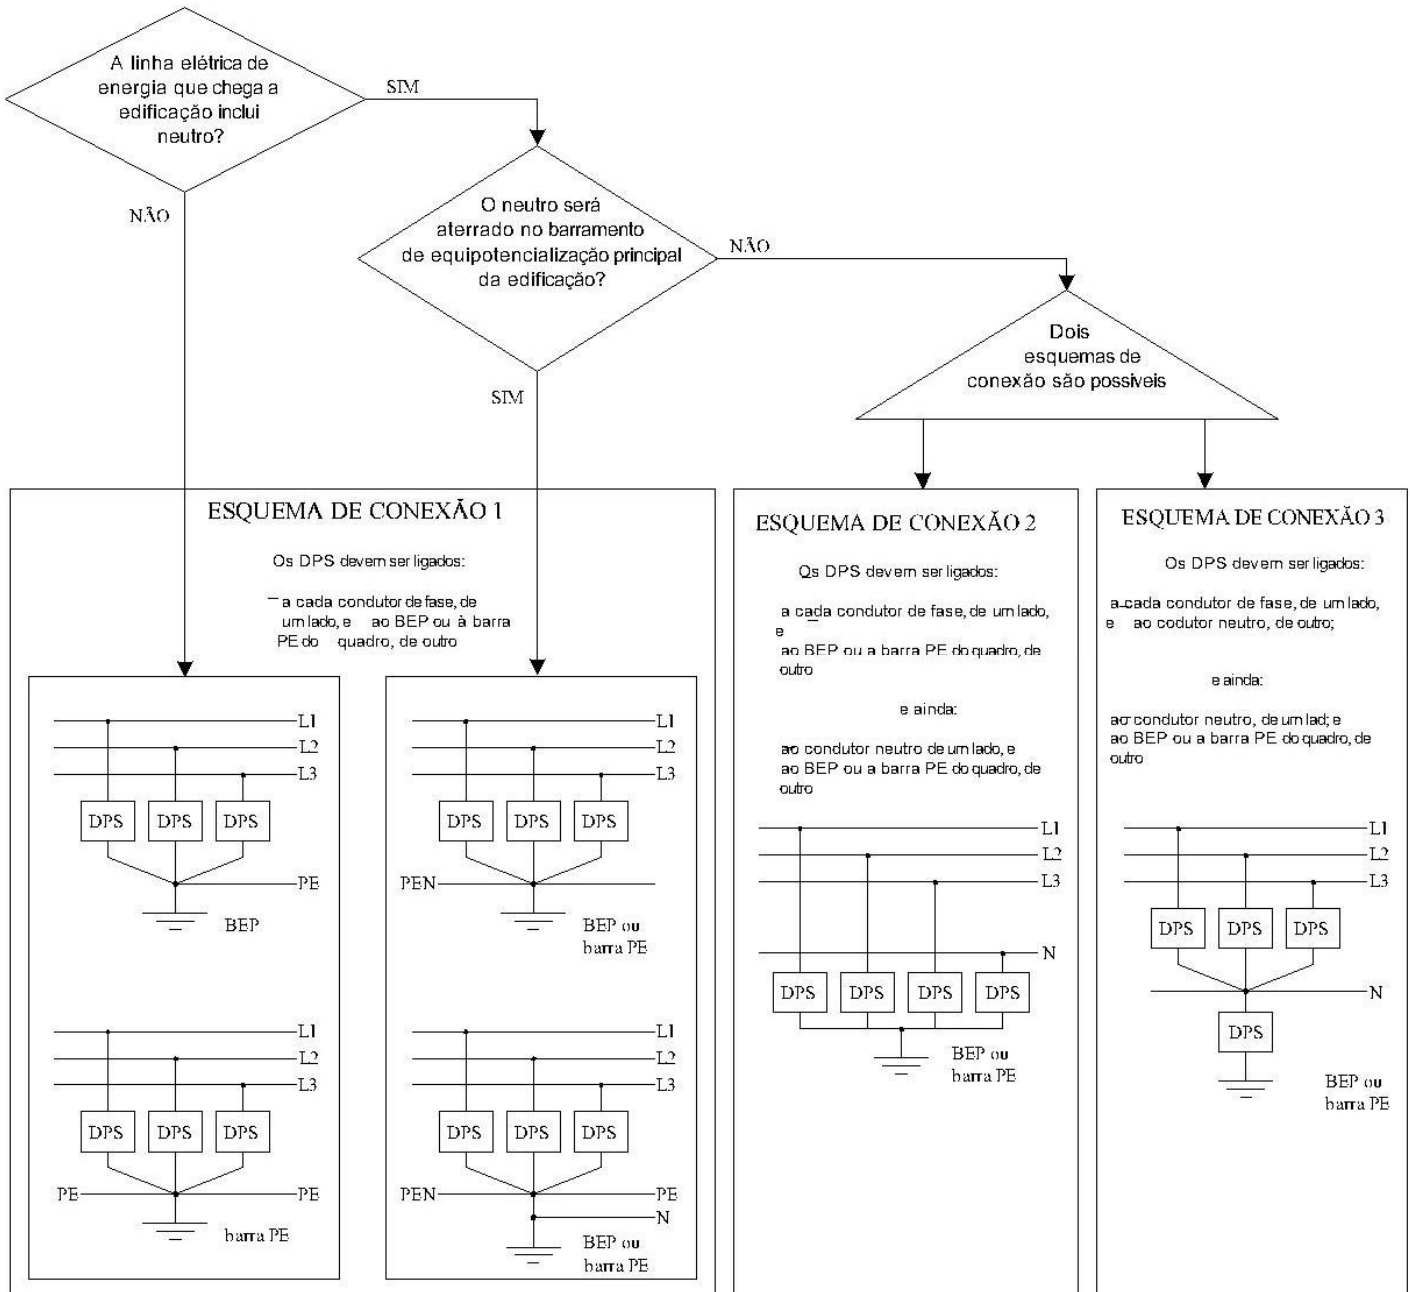 A linha elétrica de
energia que chega a
edificação inclui
neutro?
SIM
NÃO
O neutro será
aterrado no barramento
de equipotencialização principal
da edificação?
NÃO
SIM
Dois
esquemas de
conexão são possiveis
ESQUEMA DE CONEXÃO 1
Os DPS devem ser ligados:
a cada condutor de fase, de
um lado, e ao BEP ou à barra
PE do quadro, de outro
L1
L2
L3
DPS DPS DPS
PE
BEP
L1
L2
L3
DPS DPS DPS
PE PE
barra PE
L1
L2
L3
DPS DPS DPS
PEN
BEP ou
barra PE
L1
L2
L3
DPS DPS DPS
PEN PE
N
BEP ou
barra PE
ESQUEMA DE CONEXÃO 2
Qs DPS devem ser ligados:
a cada condutor de fase, de um lado,
e
ao BEP ou a barra PE do quadro, de
outro
e ainda:
ao condutor neutro de um lado, e
ao BEP ou a barra PE do quadro, de
outro
L1
L2
L3
N
DPS DPS DPS DPS
BEP ou
barra PE
ESQUEMA DE CONEXÃO 3
Os DPS devem ser ligados:
a cada condutor de fase, de um lado,
e ao codutor neutro, de outro;
e ainda:
ao condutor neutro, de um lad; e
ao BEP ou a barra PE do quadro, de
outro
L1
L2
L3
DPS DPS DPS
N
DPS
BEP ou
barra PE